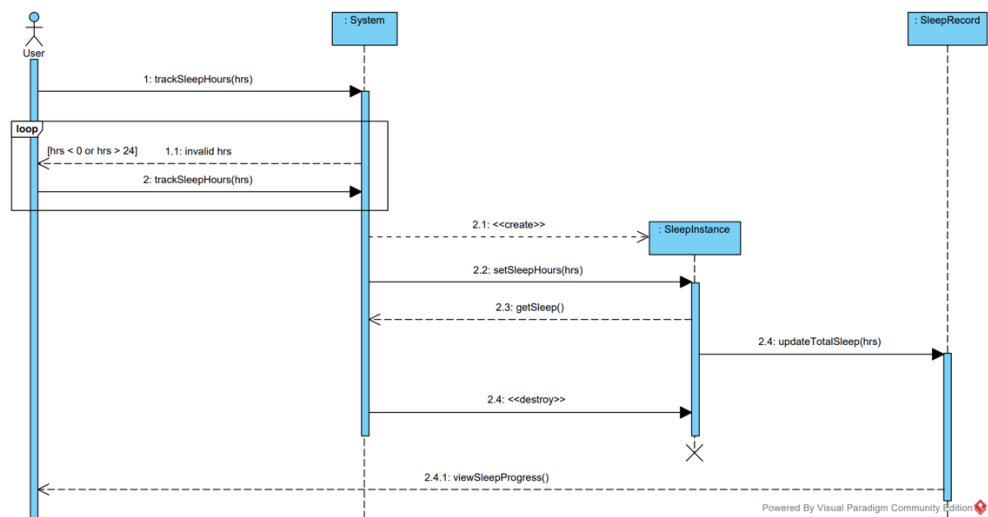 : System
: SleepRecord
User
1: trackSleepHours(hrs)
loop
[hrs < 0 or hrs > 24]
1.1: invalid hrs
2: trackSleepHours(hrs)
2.1: <<create>>
: SleepInstance
2.2: setSleepHours(hrs)
2.3: getSleep()
2.4: updateTotalSleep(hrs)
2.4: <<destroy>>
2.4.1: viewSleepProgress()
Powered By Visual Paradigm Community Edition